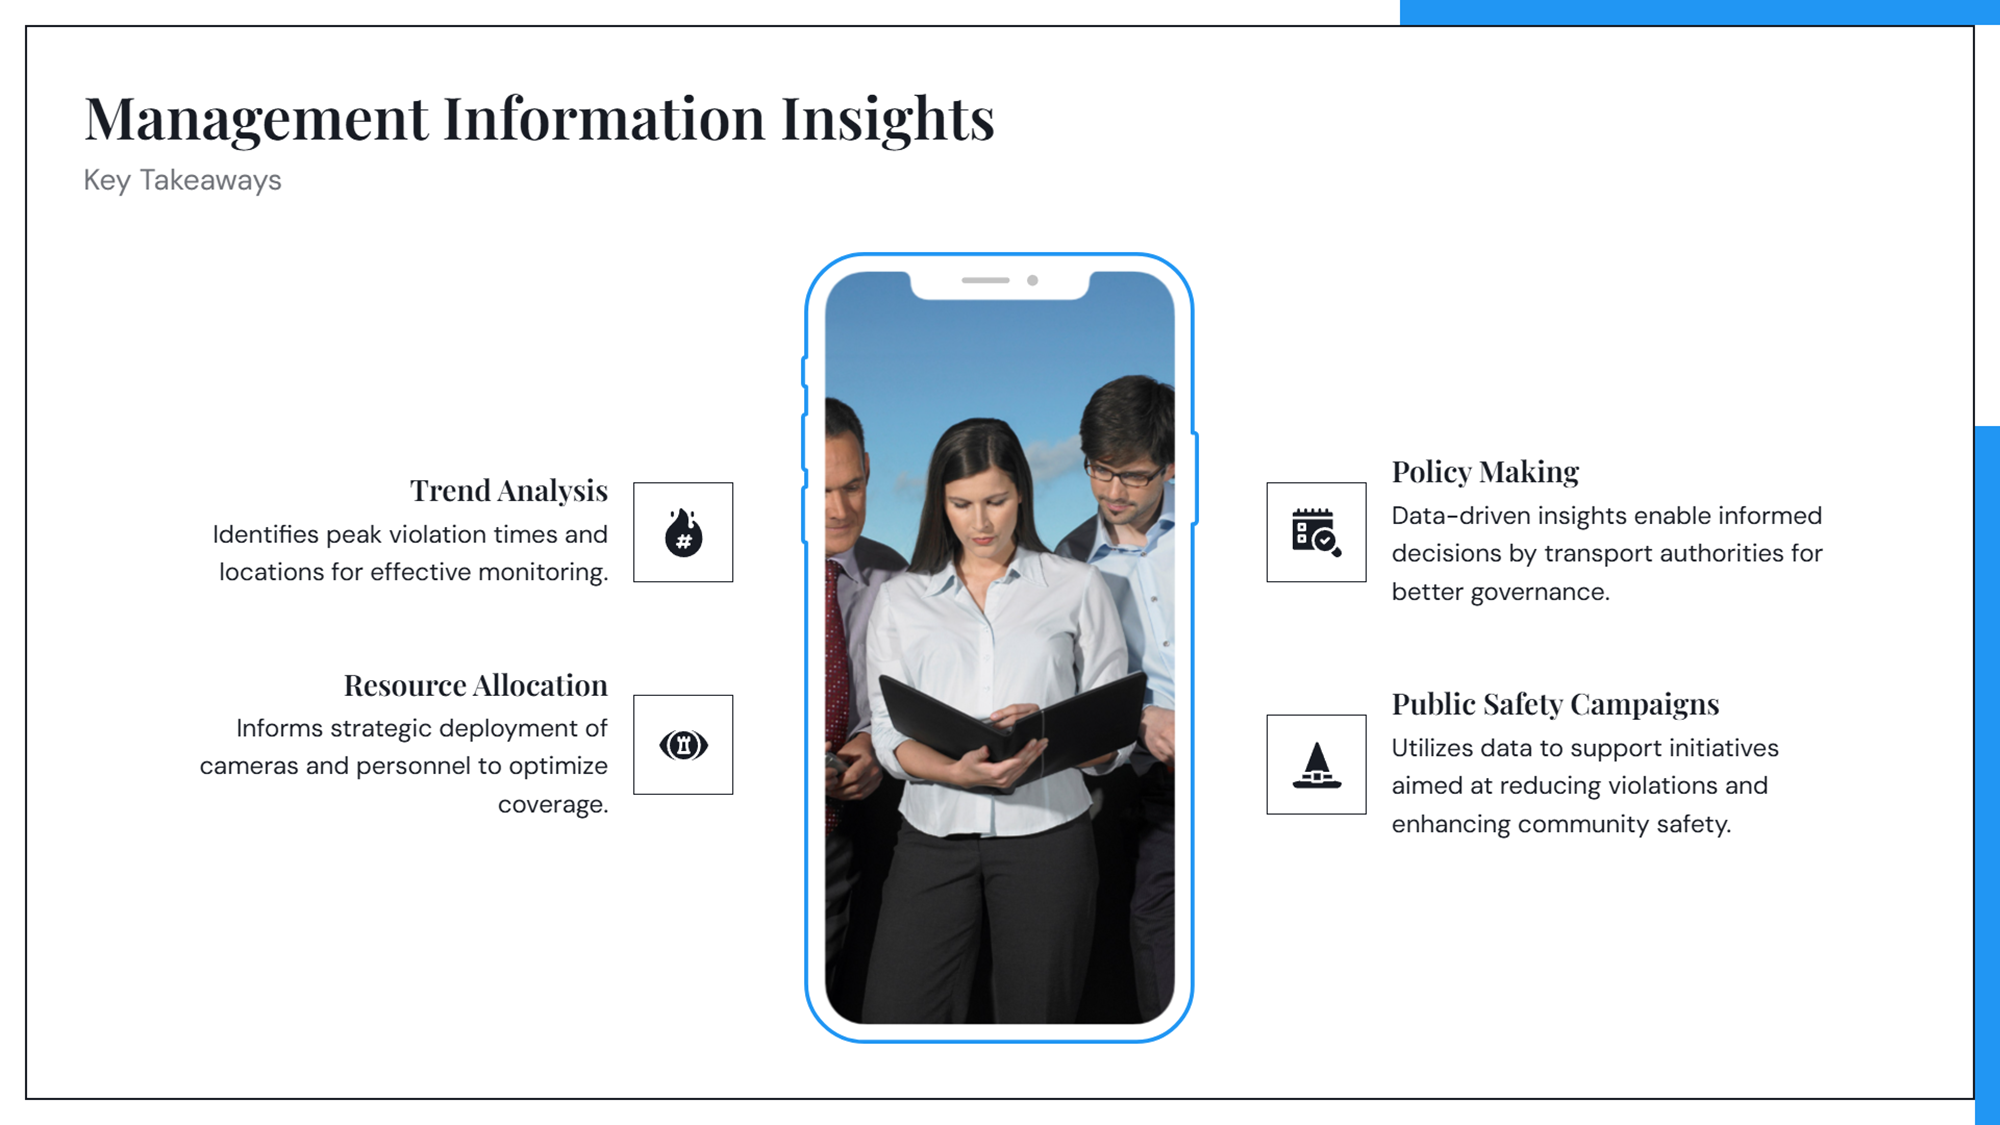 Management Information Insights
Key Takeaways
Trend Analysis
Identifies peak violation times and
locations for effective monitoring.
#
Resource Allocation
Informs strategic deployment of
cameras and personnel to optimize
coverage.
Policy Making
Data-driven insights enable informed
decisions by transport authorities for
better governance.
Public Safety Campaigns
Utilizes data to support initiatives
aimed at reducing violations and
enhancing community safety.